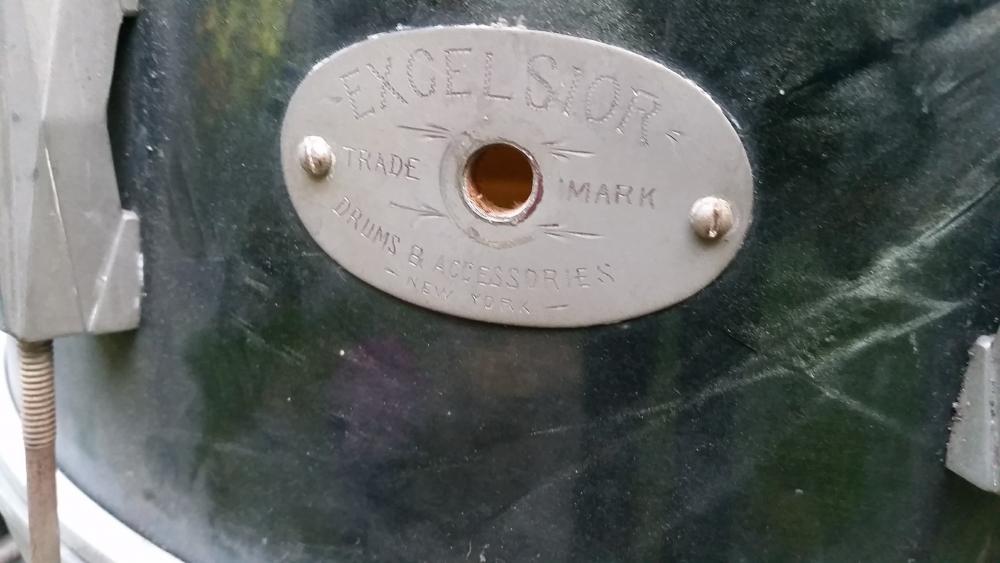 EXCELSIOR
TRADE MARK
DRUMS & ACCESSORIES
- NEW YORK -